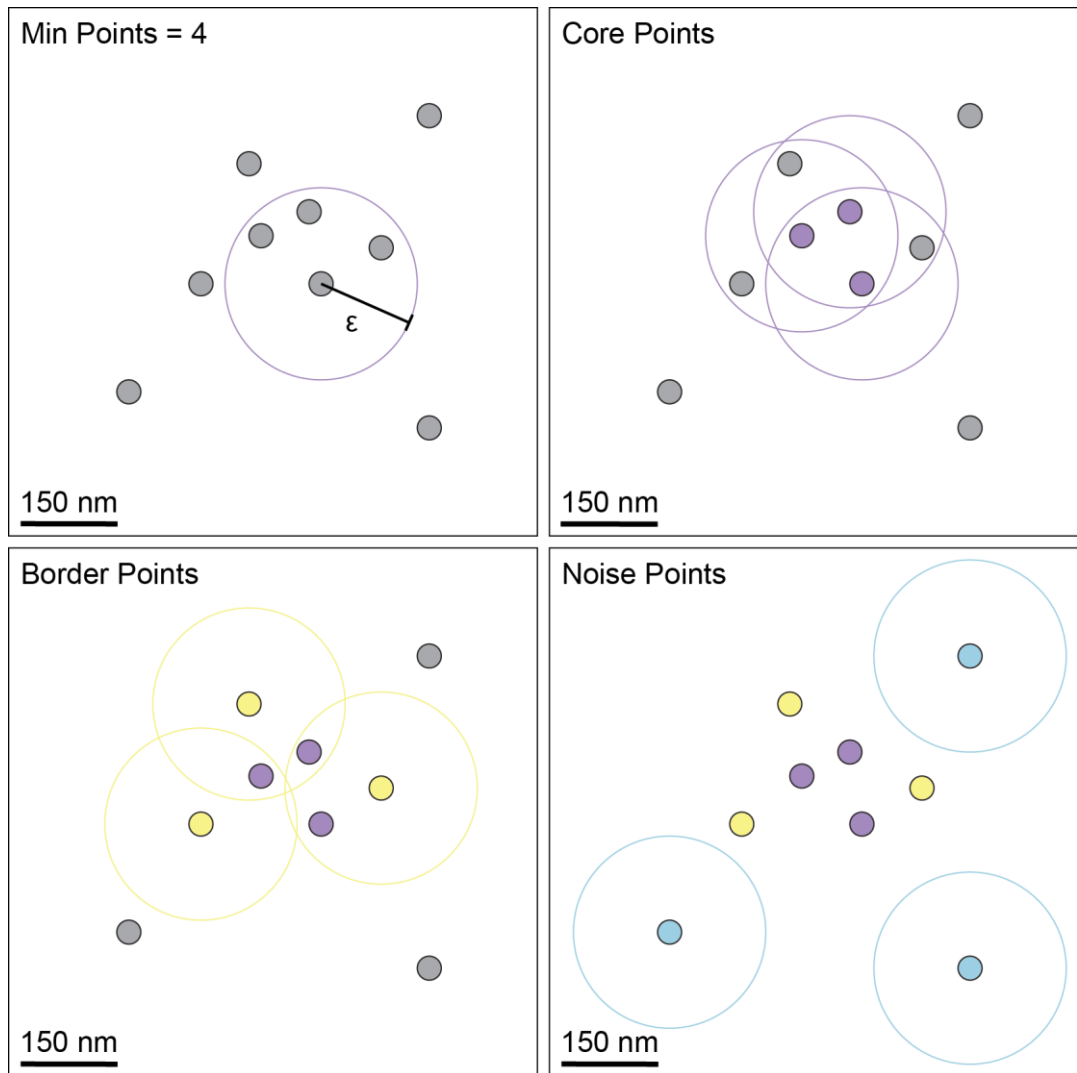 Min Points = 4
ε
150 nm
Core Points
150 nm
Border Points
150 nm
Noise Points
150 nm